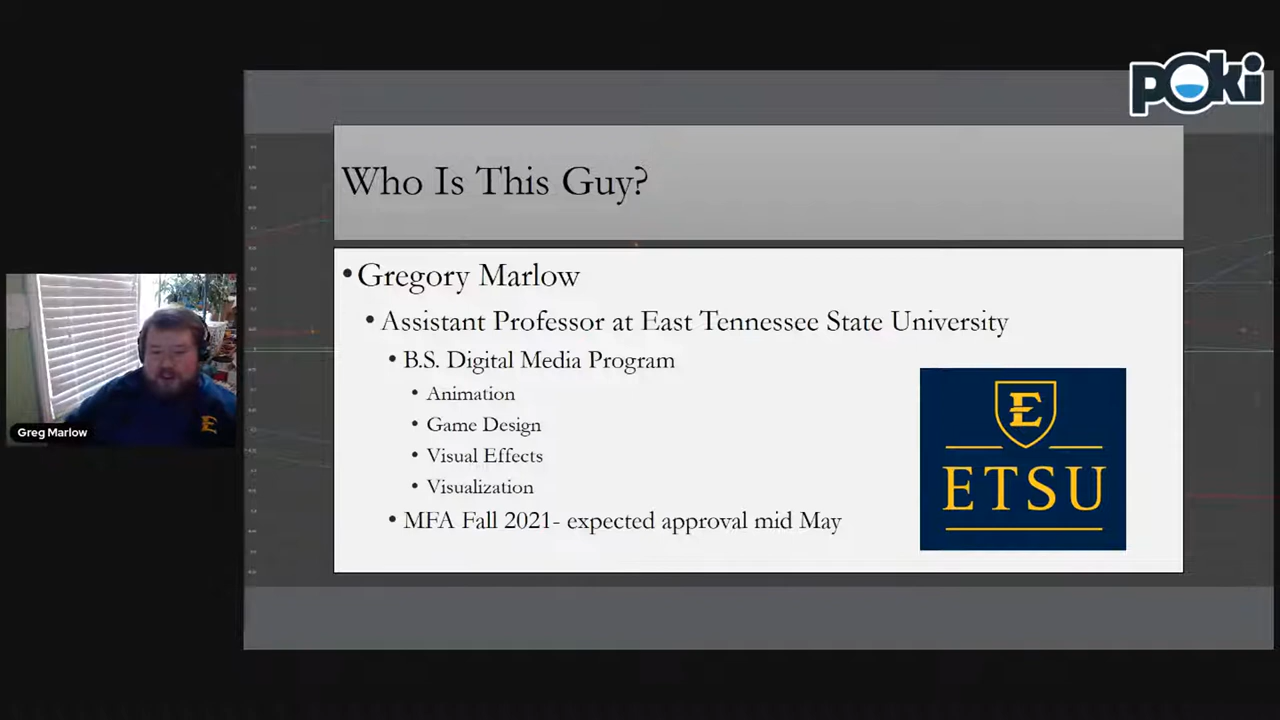 poki
Who Is This Guy?
•Gregory Marlow
• Assistant Professor at East Tennessee State University
• B.S. Digital Media Program
• Animation
• Game Design
• Visual Effects
• Visualization
• MFA Fall 2021- expected approval mid May
E
ETSU
E
Greg Marlow